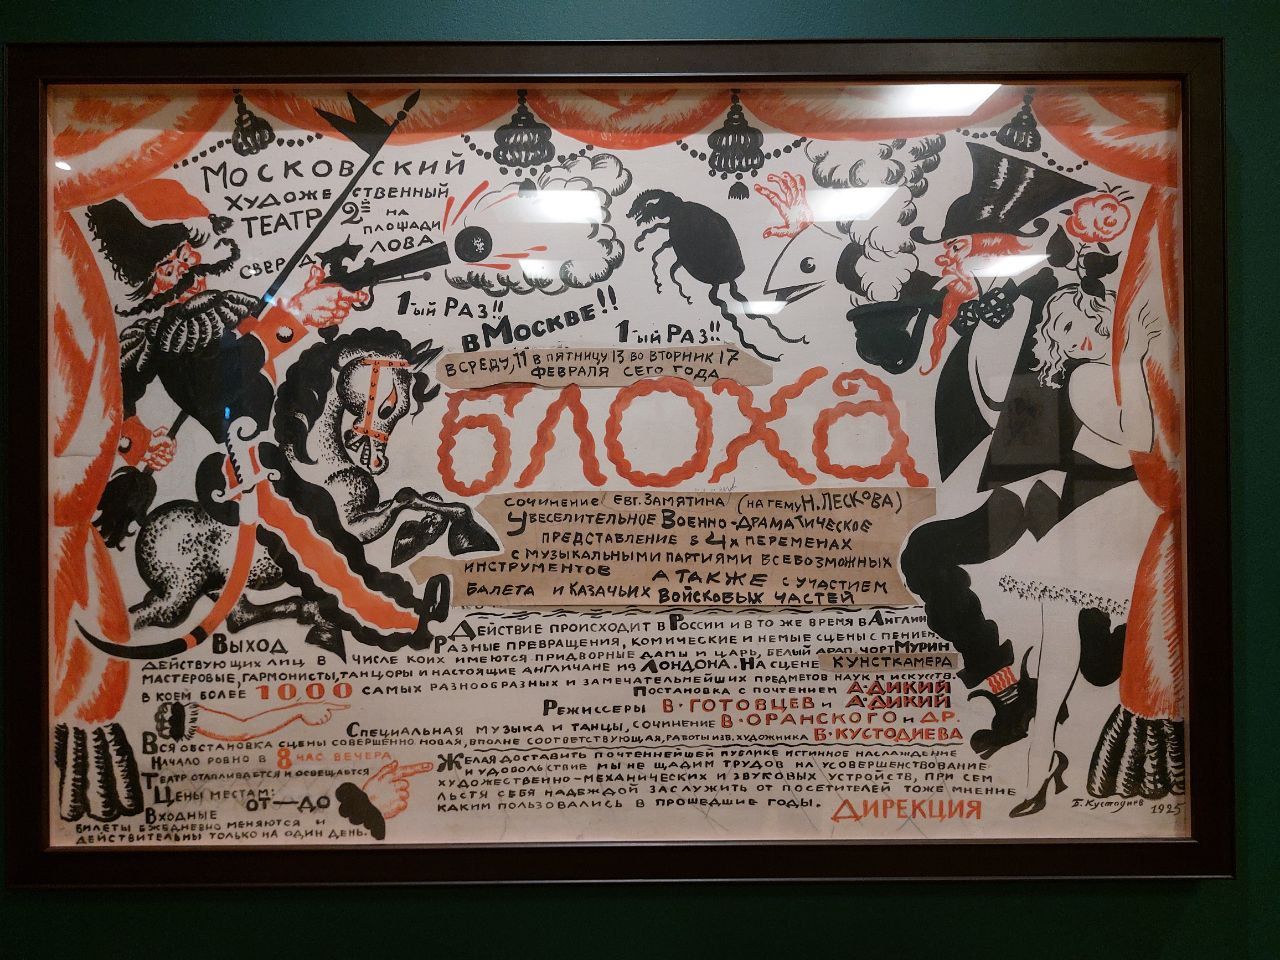 Московский
Художественный
Театр 2й на
площади
Свердлова
1ый раз!!
в Москве!!
1ый раз!!
в среду, 11 в пятницу 13 во вторник 17
февраля сего года
Блоха
сочинение Евг. Замятина (на тему Н. Лескова)
Увеселительное Военно-драматическое
представление в 4х переменах
с музыкальными партиями всевозможных
инструментов а также с участием
балета и казачьих войсковых частей
Действие происходит в России и в то же время в Англии.
Разные превращения, комические и немые сцены с пением.
Выход
действующих лиц в числе коих имеются придворные дамы и царь, белый арап. чорт Мурин
мастеровые, гармонисты, танцоры и настоящие англичане из Лондона. На сцене кунсткамера
в коей более 1000 самых разнообразных и замечательнейших предметов наук и искусств.
Постановка с почтением А. Дикий
Режиссеры В. Готовцев и А. Дикий
Специальная музыка и танцы, сочинение В. Оранского и др.
Вся обстановка сцены совершенно новая, вполне соответствующая, работы изв. художника Б. Кустодиева
Начало ровно в 8 час. вечера
Театр отапливается и освещается
Цены местам:
от — до
Входные
билеты ежедневно меняются и
действительны только на один день.
Желая доставить почтеннейшей публике истинное наслаждение
и удовольствие мы не щадим трудов на усовершенствование
художественно-механических и звуковых устройств, при сем
льстя себя надеждой заслужить от посетителей тоже мнение
каким пользовались в прошедшие годы. Дирекция
Б. Кустодиев
1925